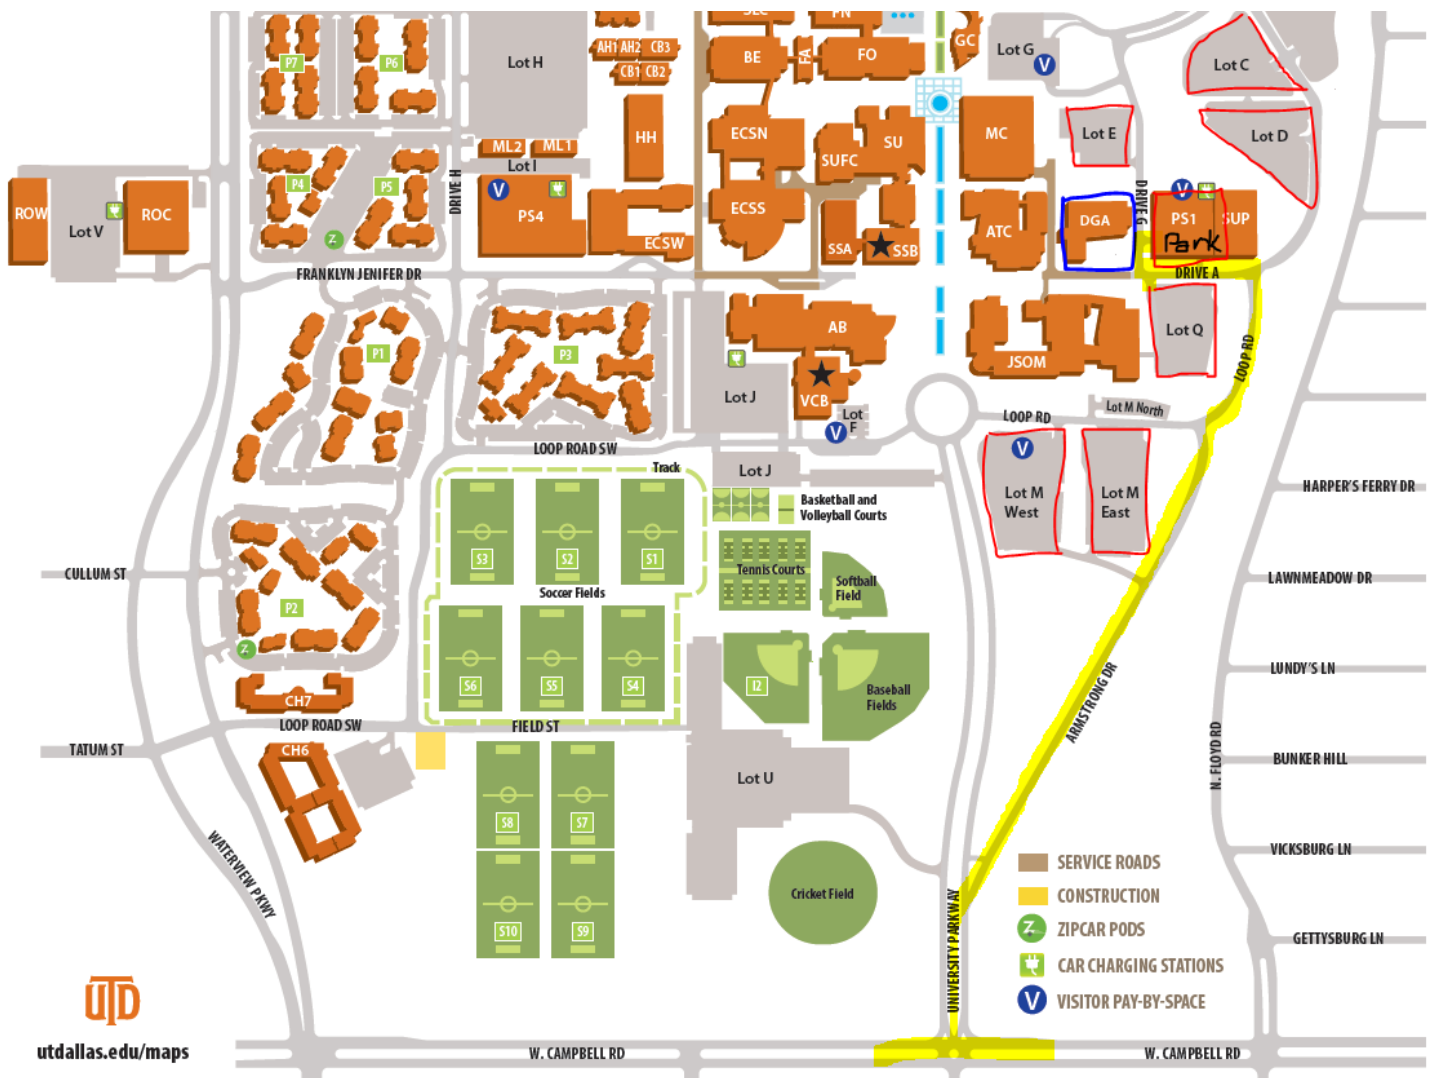 SLC
FN
GC
Lot G
V
Lot C
P7
P6
Lot H
AH1 AH2 CB3
CB1 CB2
BE
FA
FO
HH
ECSN
SU
SUFC
MC
Lot E
Lot D
ML2 ML1
Lot I
P4
P5
DRIVE H
V
PS4
ECSW
ECSS
SSA
SSB
ATC
DGA
DRIVE G
V
PS1
SUP
Park
ROW
Lot V
ROC
Z
FRANKLYN JENIFER DR
DRIVE A
P1
P3
AB
VCB
Lot J
Lot F
V
JSOM
Lot Q
LOOP RD
LOOP RD
Lot M North
LOOP ROAD SW
Track
Lot J
V
Lot M West
Lot M East
HARPER'S FERRY DR
Basketball and
Volleyball Courts
S3
S2
S1
Tennis Courts
Softball
Field
Soccer Fields
CULLUM ST
LAWNMEADOW DR
P2
Z
S6
S5
S4
I2
Baseball
Fields
LUNDY'S LN
ARMSTRONG DR
CH7
LOOP ROAD SW
FIELD ST
TATUM ST
CH6
N. FLOYD RD
BUNKER HILL
Lot U
S8
S7
WATERVIEW PKWY
VICKSBURG LN
Cricket Field
S10
S9
UNIVERSITY PARKWAY
SERVICE ROADS
CONSTRUCTION
Z ZIPCAR PODS
CAR CHARGING STATIONS
V VISITOR PAY-BY-SPACE
GETTYSBURG LN
UTD
utdallas.edu/maps
W. CAMPBELL RD
W. CAMPBELL RD